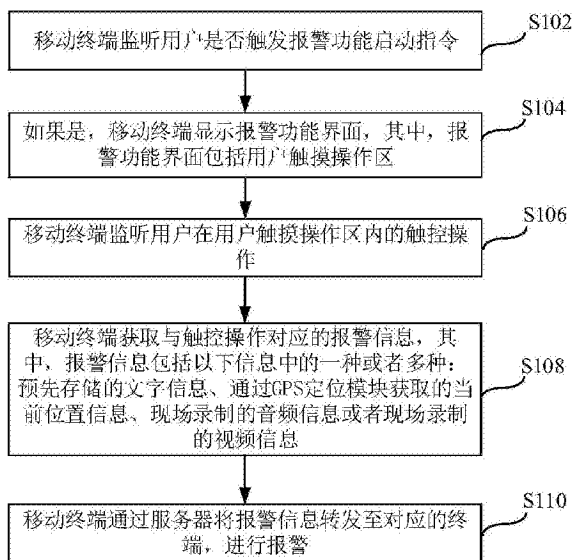 移动终端监听用户是否触发报警功能启动指令
S102
如果是，移动终端显示报警功能界面，其中，报
警功能界面包括用户触摸操作区
S104
移动终端监听用户在用户触摸操作区内的触控操
作
S106
移动终端获取与触控操作对应的报警信息，其
中，报警信息包括以下信息中的一种或者多种：
预先存储的文字信息、通过GPS定位模块获取的当
前位置信息、现场录制的音频信息或者现场录制
的视频信息
S108
移动终端通过服务器将报警信息转发至对应的终
端，进行报警
S110